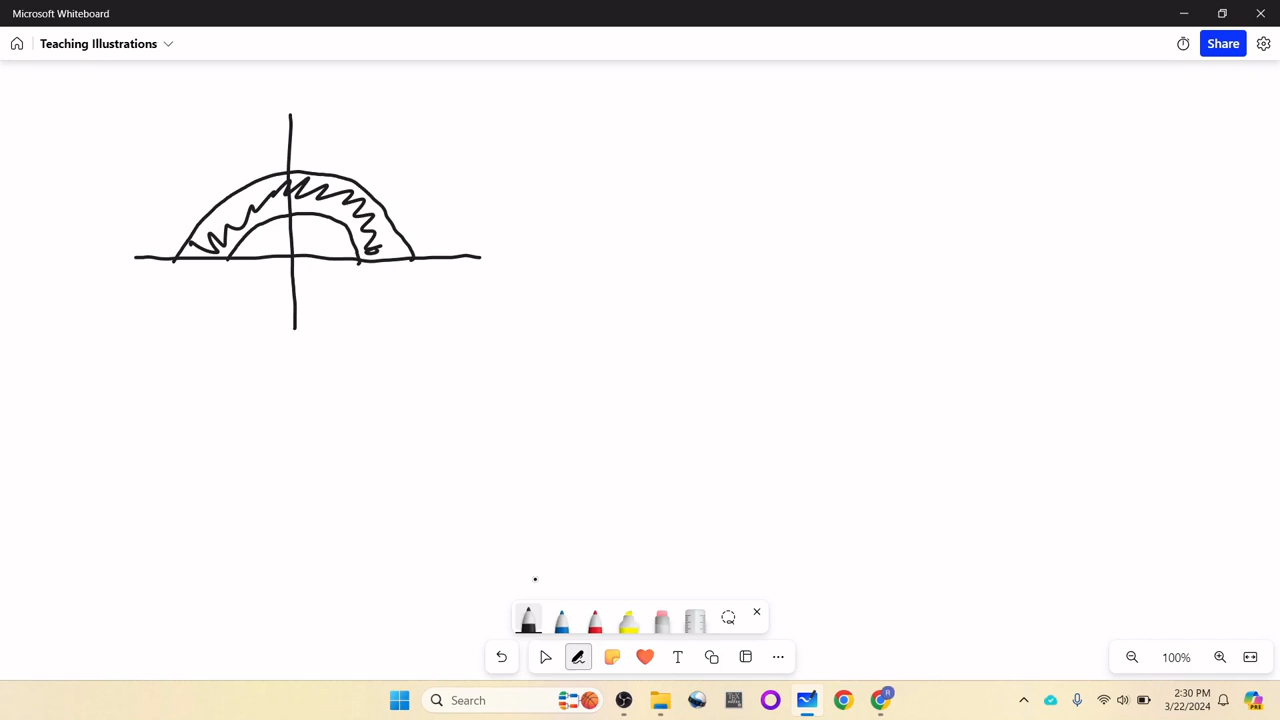 Microsoft Whiteboard
Teaching Illustrations
Share
100%
Search
2:30 PM
3/22/2024